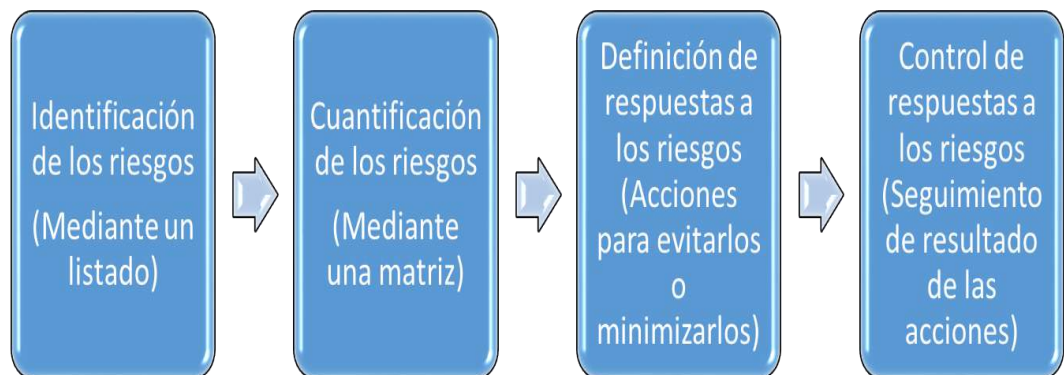 Identificación
de los riesgos
(Mediante un
listado)
Cuantificación
de los riesgos
(Mediante
una matriz)
Definición de
respuestas a
los riesgos
(Acciones
para evitarlos
o
minimizarlos)
Control de
respuestas a
los riesgos
(Seguimiento
de resultado
de las
acciones)